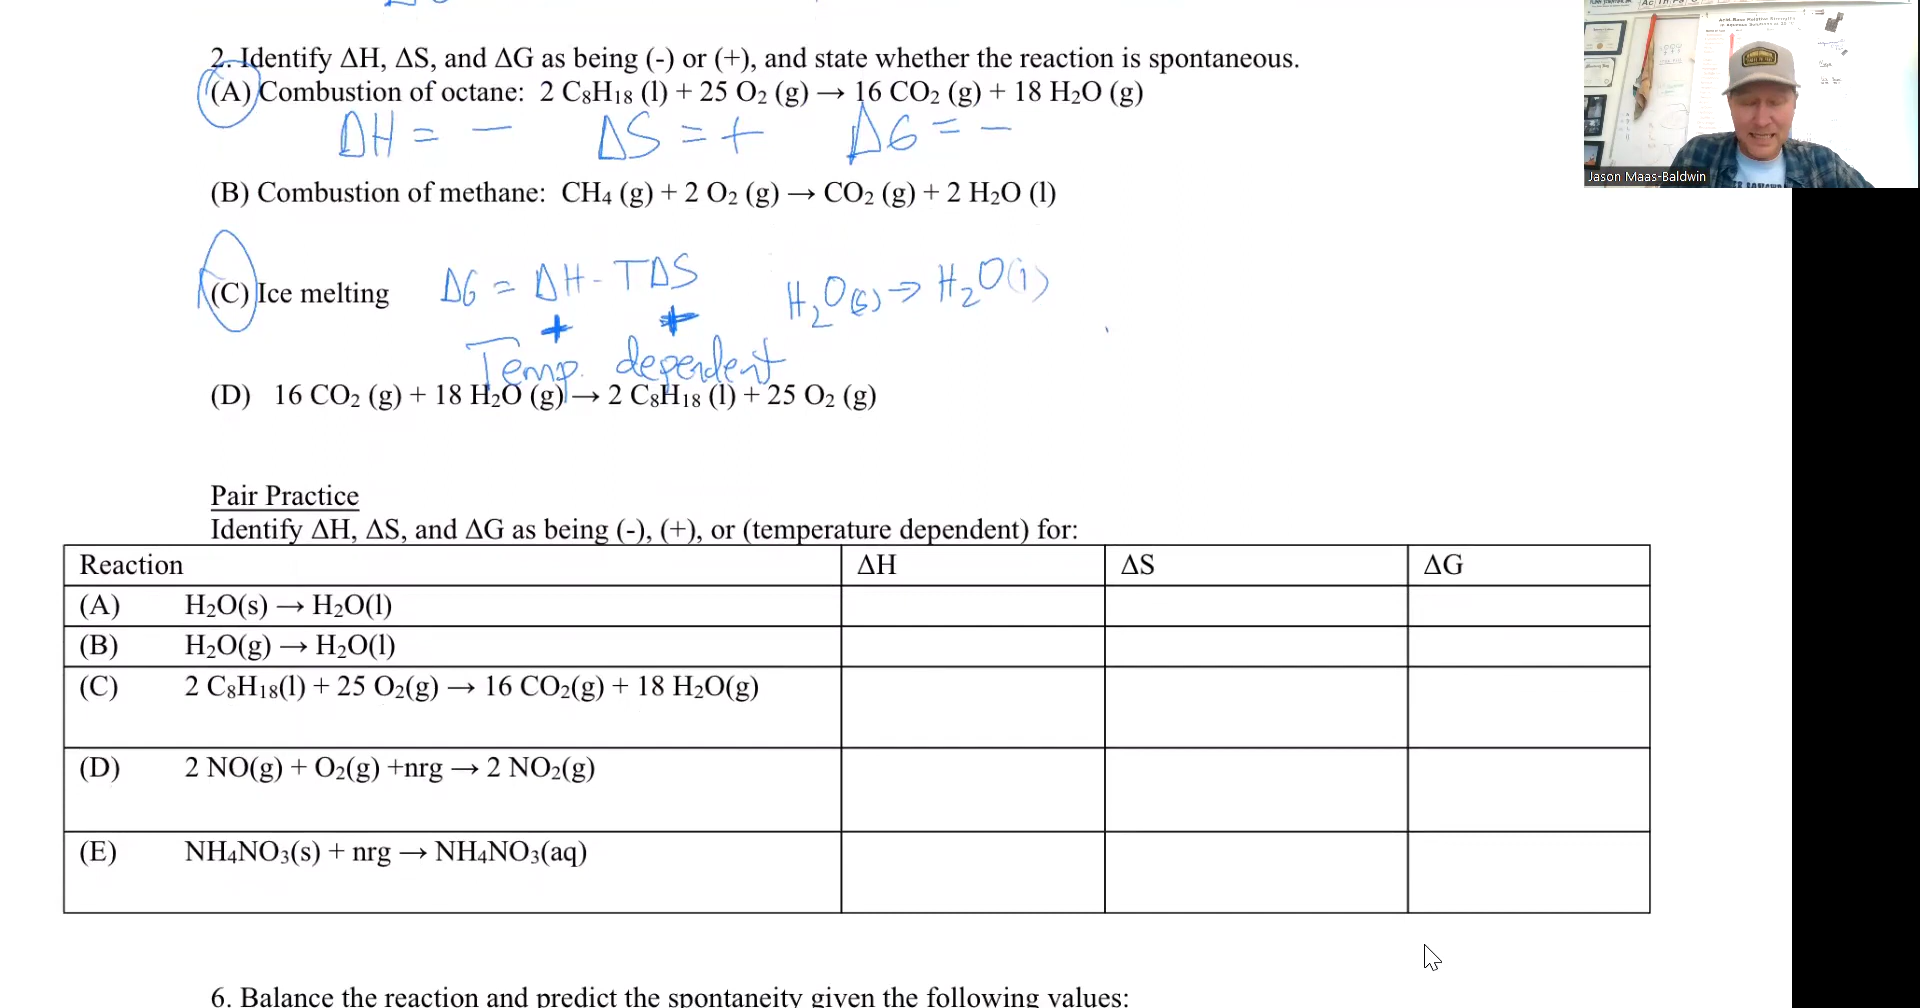 2. Identify ΔH, ΔS, and ΔG as being (-) or (+), and state whether the reaction is spontaneous.
(A) Combustion of octane: 2 C₈H₁₈ (l) + 25 O₂ (g) → 16 CO₂ (g) + 18 H₂O (g)
ΔH = - ΔS = + ΔG = -
(B) Combustion of methane: CH₄ (g) + 2 O₂ (g) → CO₂ (g) + 2 H₂O (l)
(C) Ice melting ΔG = ΔH - TΔS H₂O(s) → H₂O(l)
+ +
Temp. dependent
(D) 16 CO₂ (g) + 18 H₂O (g) → 2 C₈H₁₈ (l) + 25 O₂ (g)
Pair Practice
Identify ΔH, ΔS, and ΔG as being (-), (+), or (temperature dependent) for:
Reaction ΔH ΔS ΔG
(A) H₂O(s) → H₂O(l)
(B) H₂O(g) → H₂O(l)
(C) 2 C₈H₁₈(l) + 25 O₂(g) → 16 CO₂(g) + 18 H₂O(g)
(D) 2 NO(g) + O₂(g) +nrg → 2 NO₂(g)
(E) NH₄NO₃(s) + nrg → NH₄NO₃(aq)
6. Balance the reaction and predict the spontaneity given the following values:
Jason Maas-Baldwin